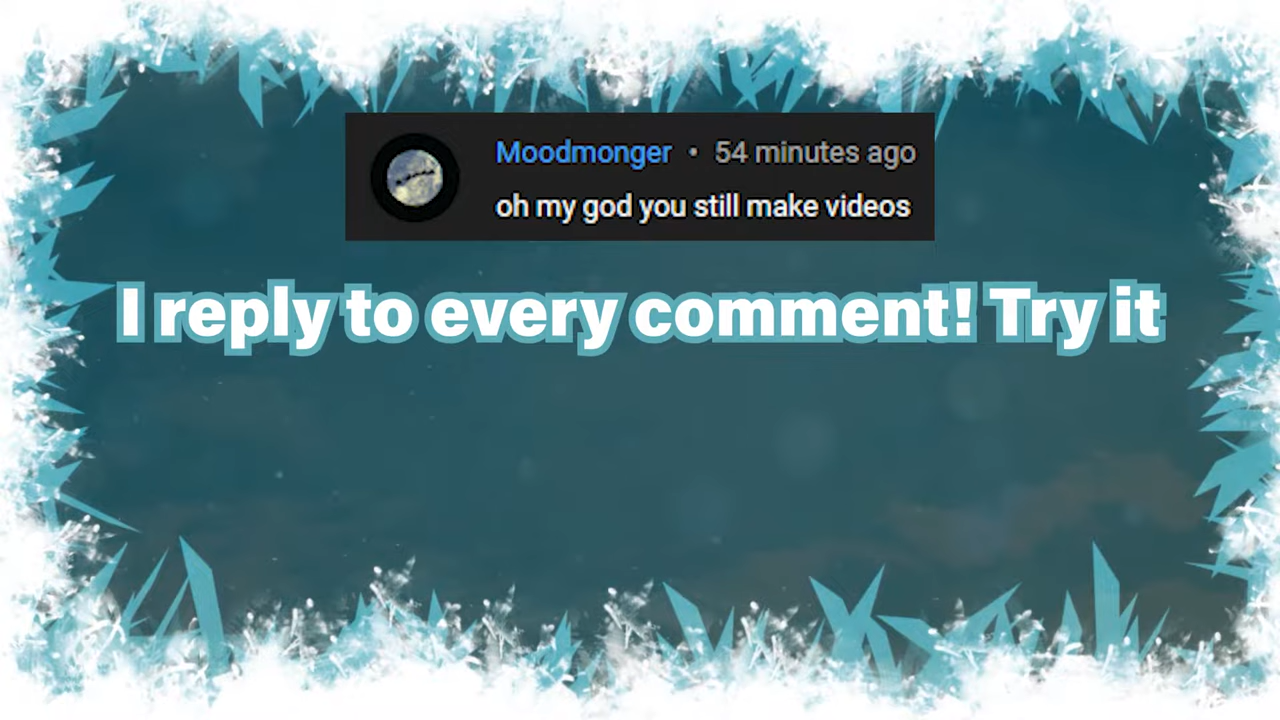 Moodmonger • 54 minutes ago
oh my god you still make videos
I reply to every comment! Try it